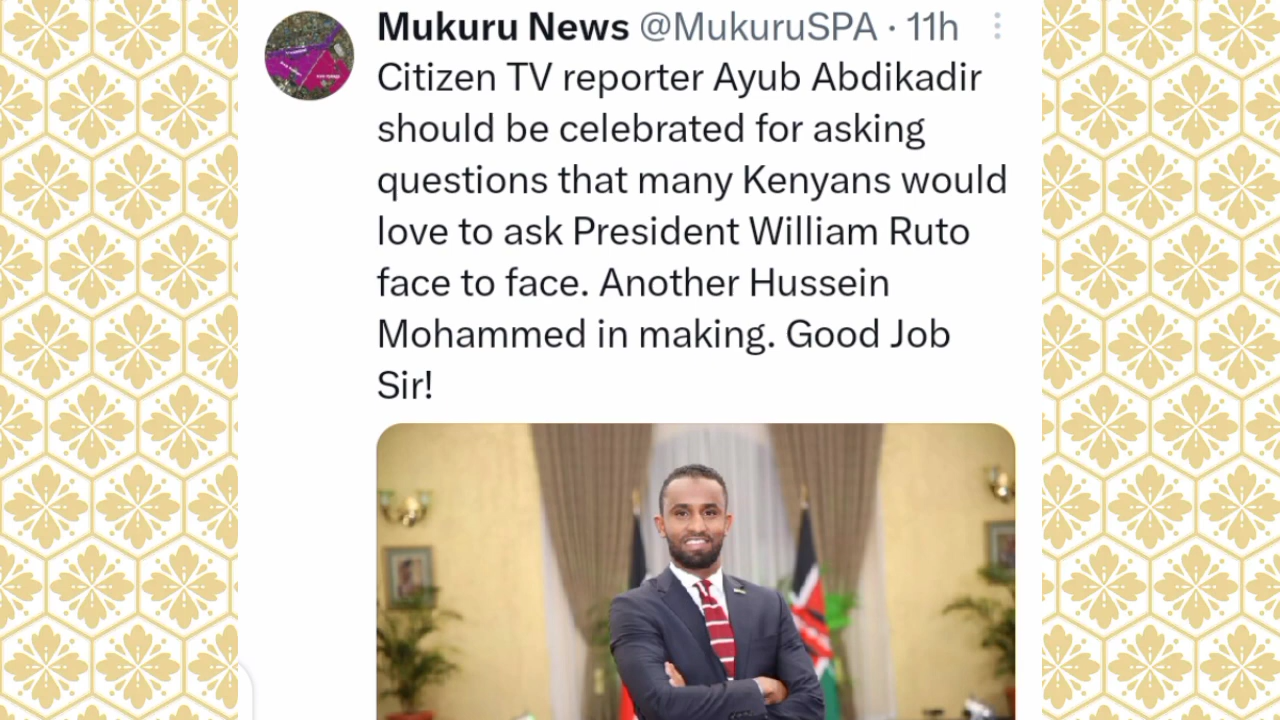 Mukuru News @MukuruSPA · 11h
Citizen TV reporter Ayub Abdikadir
should be celebrated for asking
questions that many Kenyans would
love to ask President William Ruto
face to face. Another Hussein
Mohammed in making. Good Job
Sir!